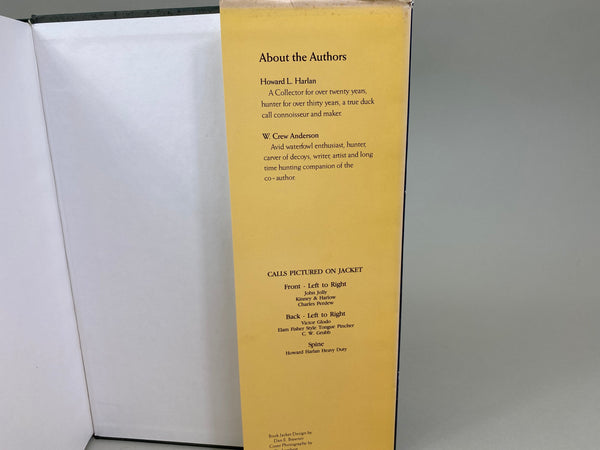 About the Authors
Howard L. Harlan
A Collector for over twenty years,
hunter for over thirty years, a true duck
call connoisseur and maker.
W. Crew Anderson
Avid waterfowl enthusiast, hunter,
carver of decoys, writer, artist and long
time hunting companion of the
co-author.
CALLS PICTURED ON JACKET
Front - Left to Right
John Jolly
Kinney & Harlow
Charles Perdew
Back - Left to Right
Victor Glodo
Elam Fisher Style Tongue Pincher
C. W. Grubb
Spine
Howard Harlan Heavy Duty
Book Jacket Design by
Cover Photography by